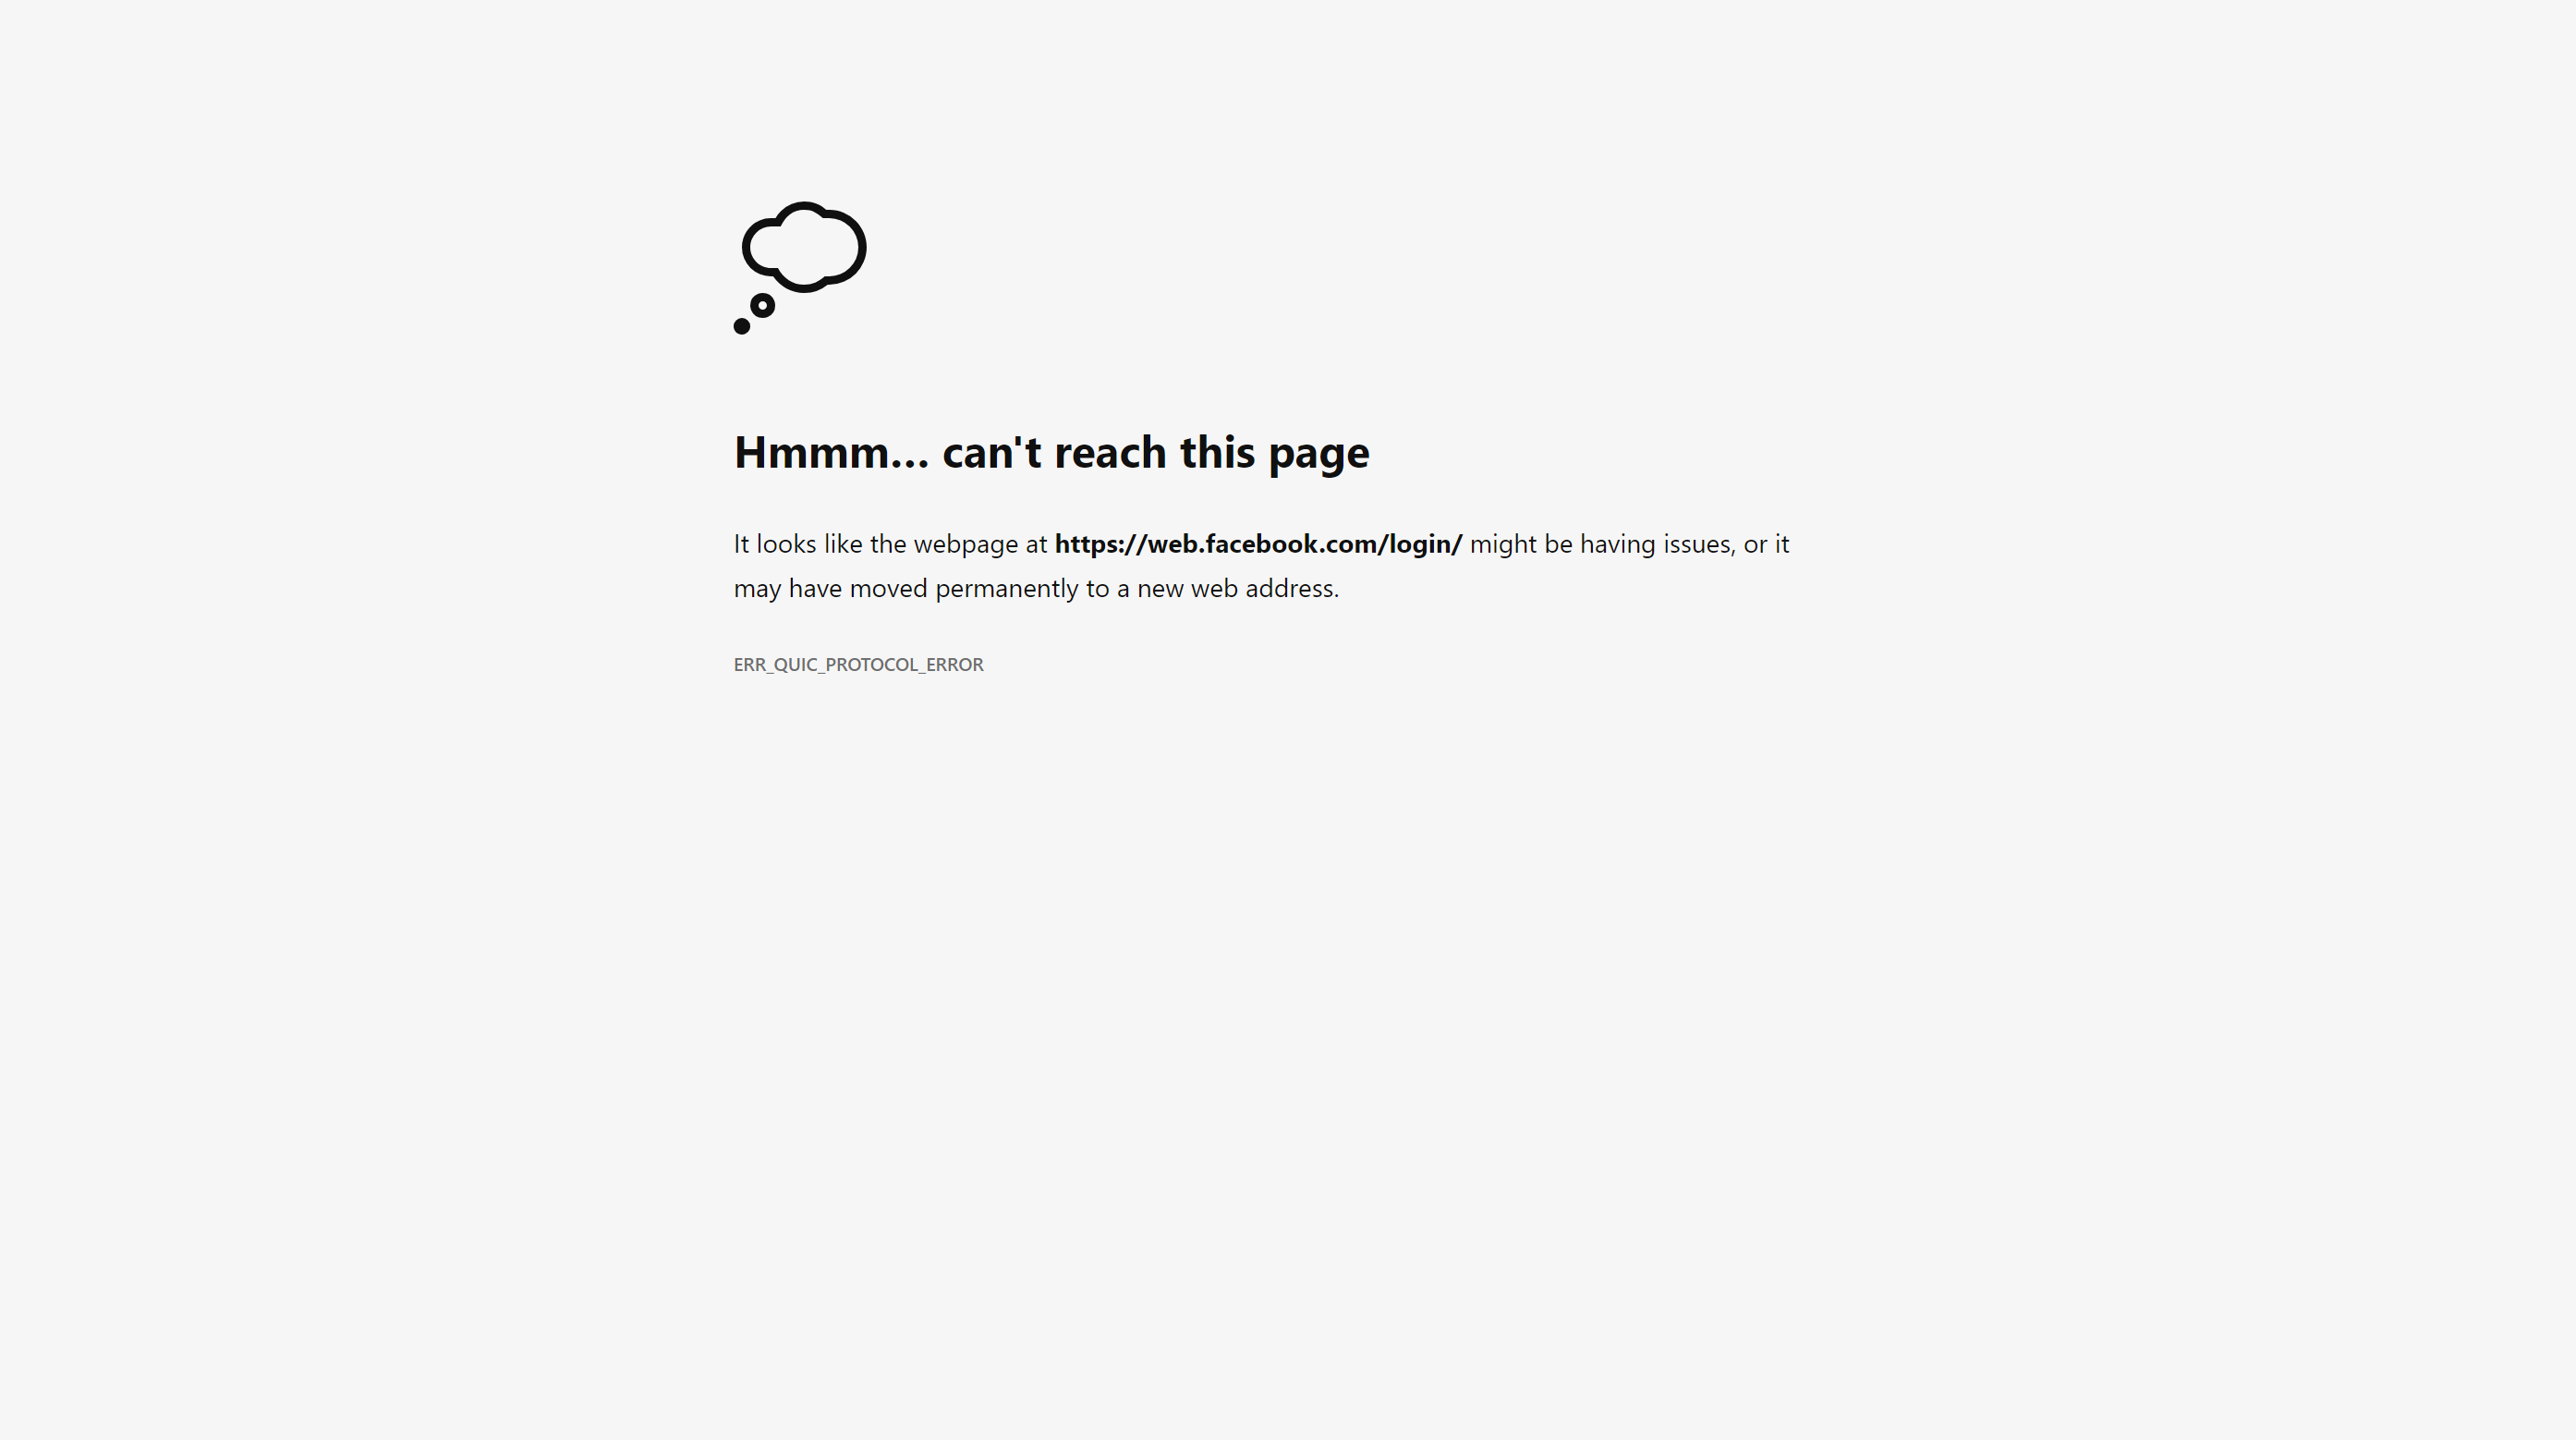 Hmmm… can't reach this page
It looks like the webpage at https://web.facebook.com/login/ might be having issues, or it
may have moved permanently to a new web address.
ERR_QUIC_PROTOCOL_ERROR